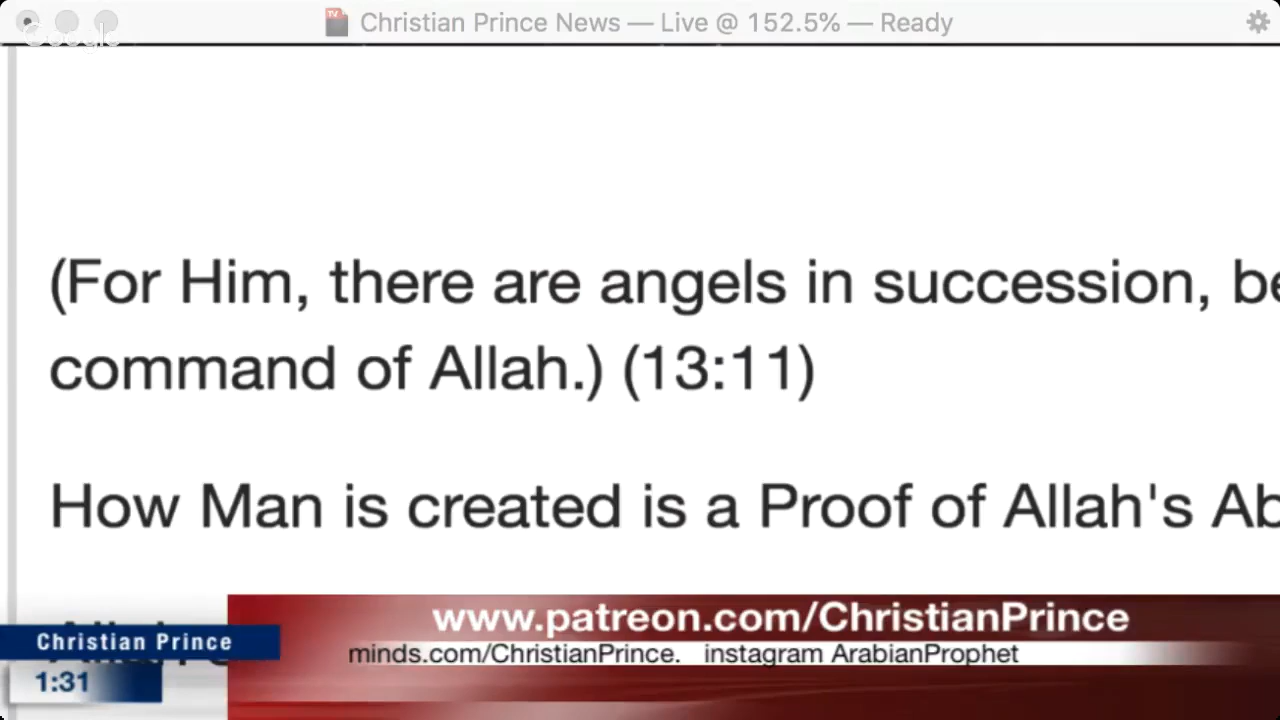 Christian Prince News — Live @ 152.5% — Ready
Google
(For Him, there are angels in succession, be
command of Allah.) (13:11)
How Man is created is a Proof of Allah's Ab
www.patreon.com/ChristianPrince
Christian Prince
minds.com/ChristianPrince. instagram ArabianProphet
1:31